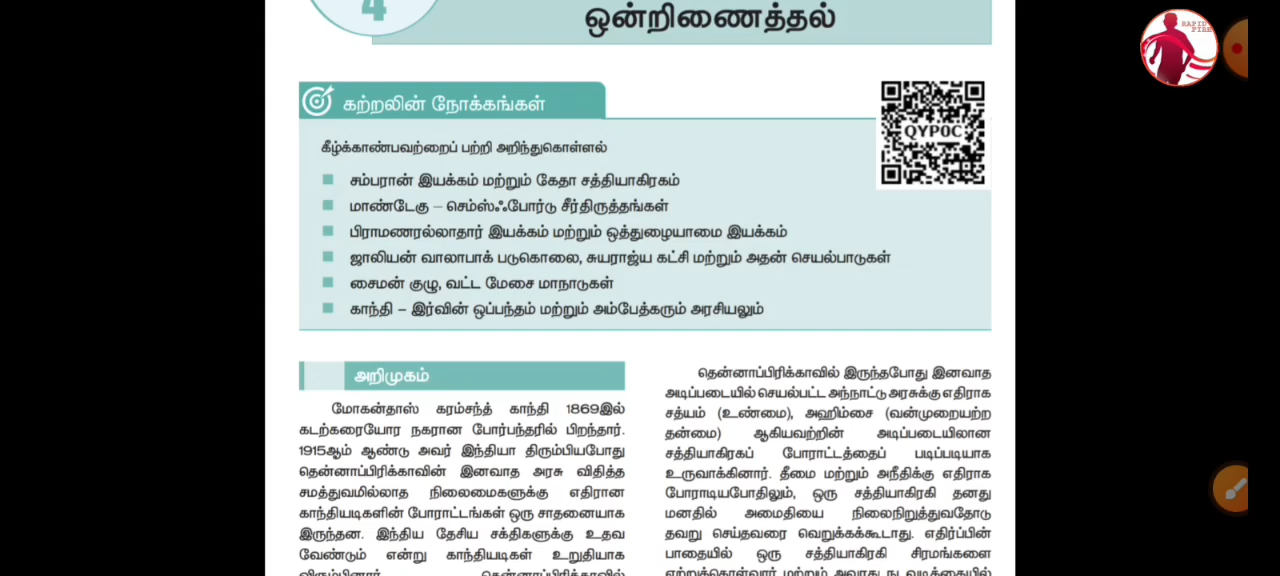 4
ஒன்றிணைத்தல்
RAPID
FIRE
கற்றலின் நோக்கங்கள்
QYP0C
கீழ்க்காண்பவற்றைப் பற்றி அறிந்துகொள்ளல்
சம்பரான் இயக்கம் மற்றும் கேதா சத்தியாகிரகம்
மாண்டேகு – செம்ஸ்ஃபோர்டு சீர்திருத்தங்கள்
பிராமணரல்லாதார் இயக்கம் மற்றும் ஒத்துழையாமை இயக்கம்
ஜாலியன் வாலாபாக் படுகொலை, சுயராஜ்ய கட்சி மற்றும் அதன் செயல்பாடுகள்
சைமன் குழு, வட்ட மேசை மாநாடுகள்
காந்தி – இர்வின் ஒப்பந்தம் மற்றும் அம்பேத்கரும் அரசியலும்
அறிமுகம்
மோகன்தாஸ் கரம்சந்த் காந்தி 1869இல்
கடற்கரையோர நகரான போர்பந்தரில் பிறந்தார்.
1915ஆம் ஆண்டு அவர் இந்தியா திரும்பியபோது
தென்னாப்பிரிக்காவின் இனவாத அரசு விதித்த
சமத்துவமில்லாத நிலைமைகளுக்கு எதிரான
காந்தியடிகளின் போராட்டங்கள் ஒரு சாதனையாக
இருந்தன. இந்திய தேசிய சக்திகளுக்கு உதவ
வேண்டும் என்று காந்தியடிகள் உறுதியாக
விரும்பினார். தென்னாப்பிரிக்காவில்
தென்னாப்பிரிக்காவில் இருந்தபோது இனவாத
அடிப்படையில் செயல்பட்ட அந்நாட்டு அரசுக்கு எதிராக
சத்யம் (உண்மை), அஹிம்சை (வன்முறையற்ற
தன்மை) ஆகியவற்றின் அடிப்படையிலான
சத்தியாகிரகப் போராட்டத்தைப் படிப்படியாக
உருவாக்கினார். தீமை மற்றும் அநீதிக்கு எதிராக
போராடியபோதிலும், ஒரு சத்தியாகிரகி தனது
மனதில் அமைதியை நிலைநிறுத்துவதோடு
தவறு செய்தவரை வெறுக்கக்கூடாது. எதிர்ப்பின்
பாதையில் ஒரு சத்தியாகிரகி சிரமங்களை
ஏற்றுக்கொள்வார் மற்றும் அவரது நடவடிக்கையில்